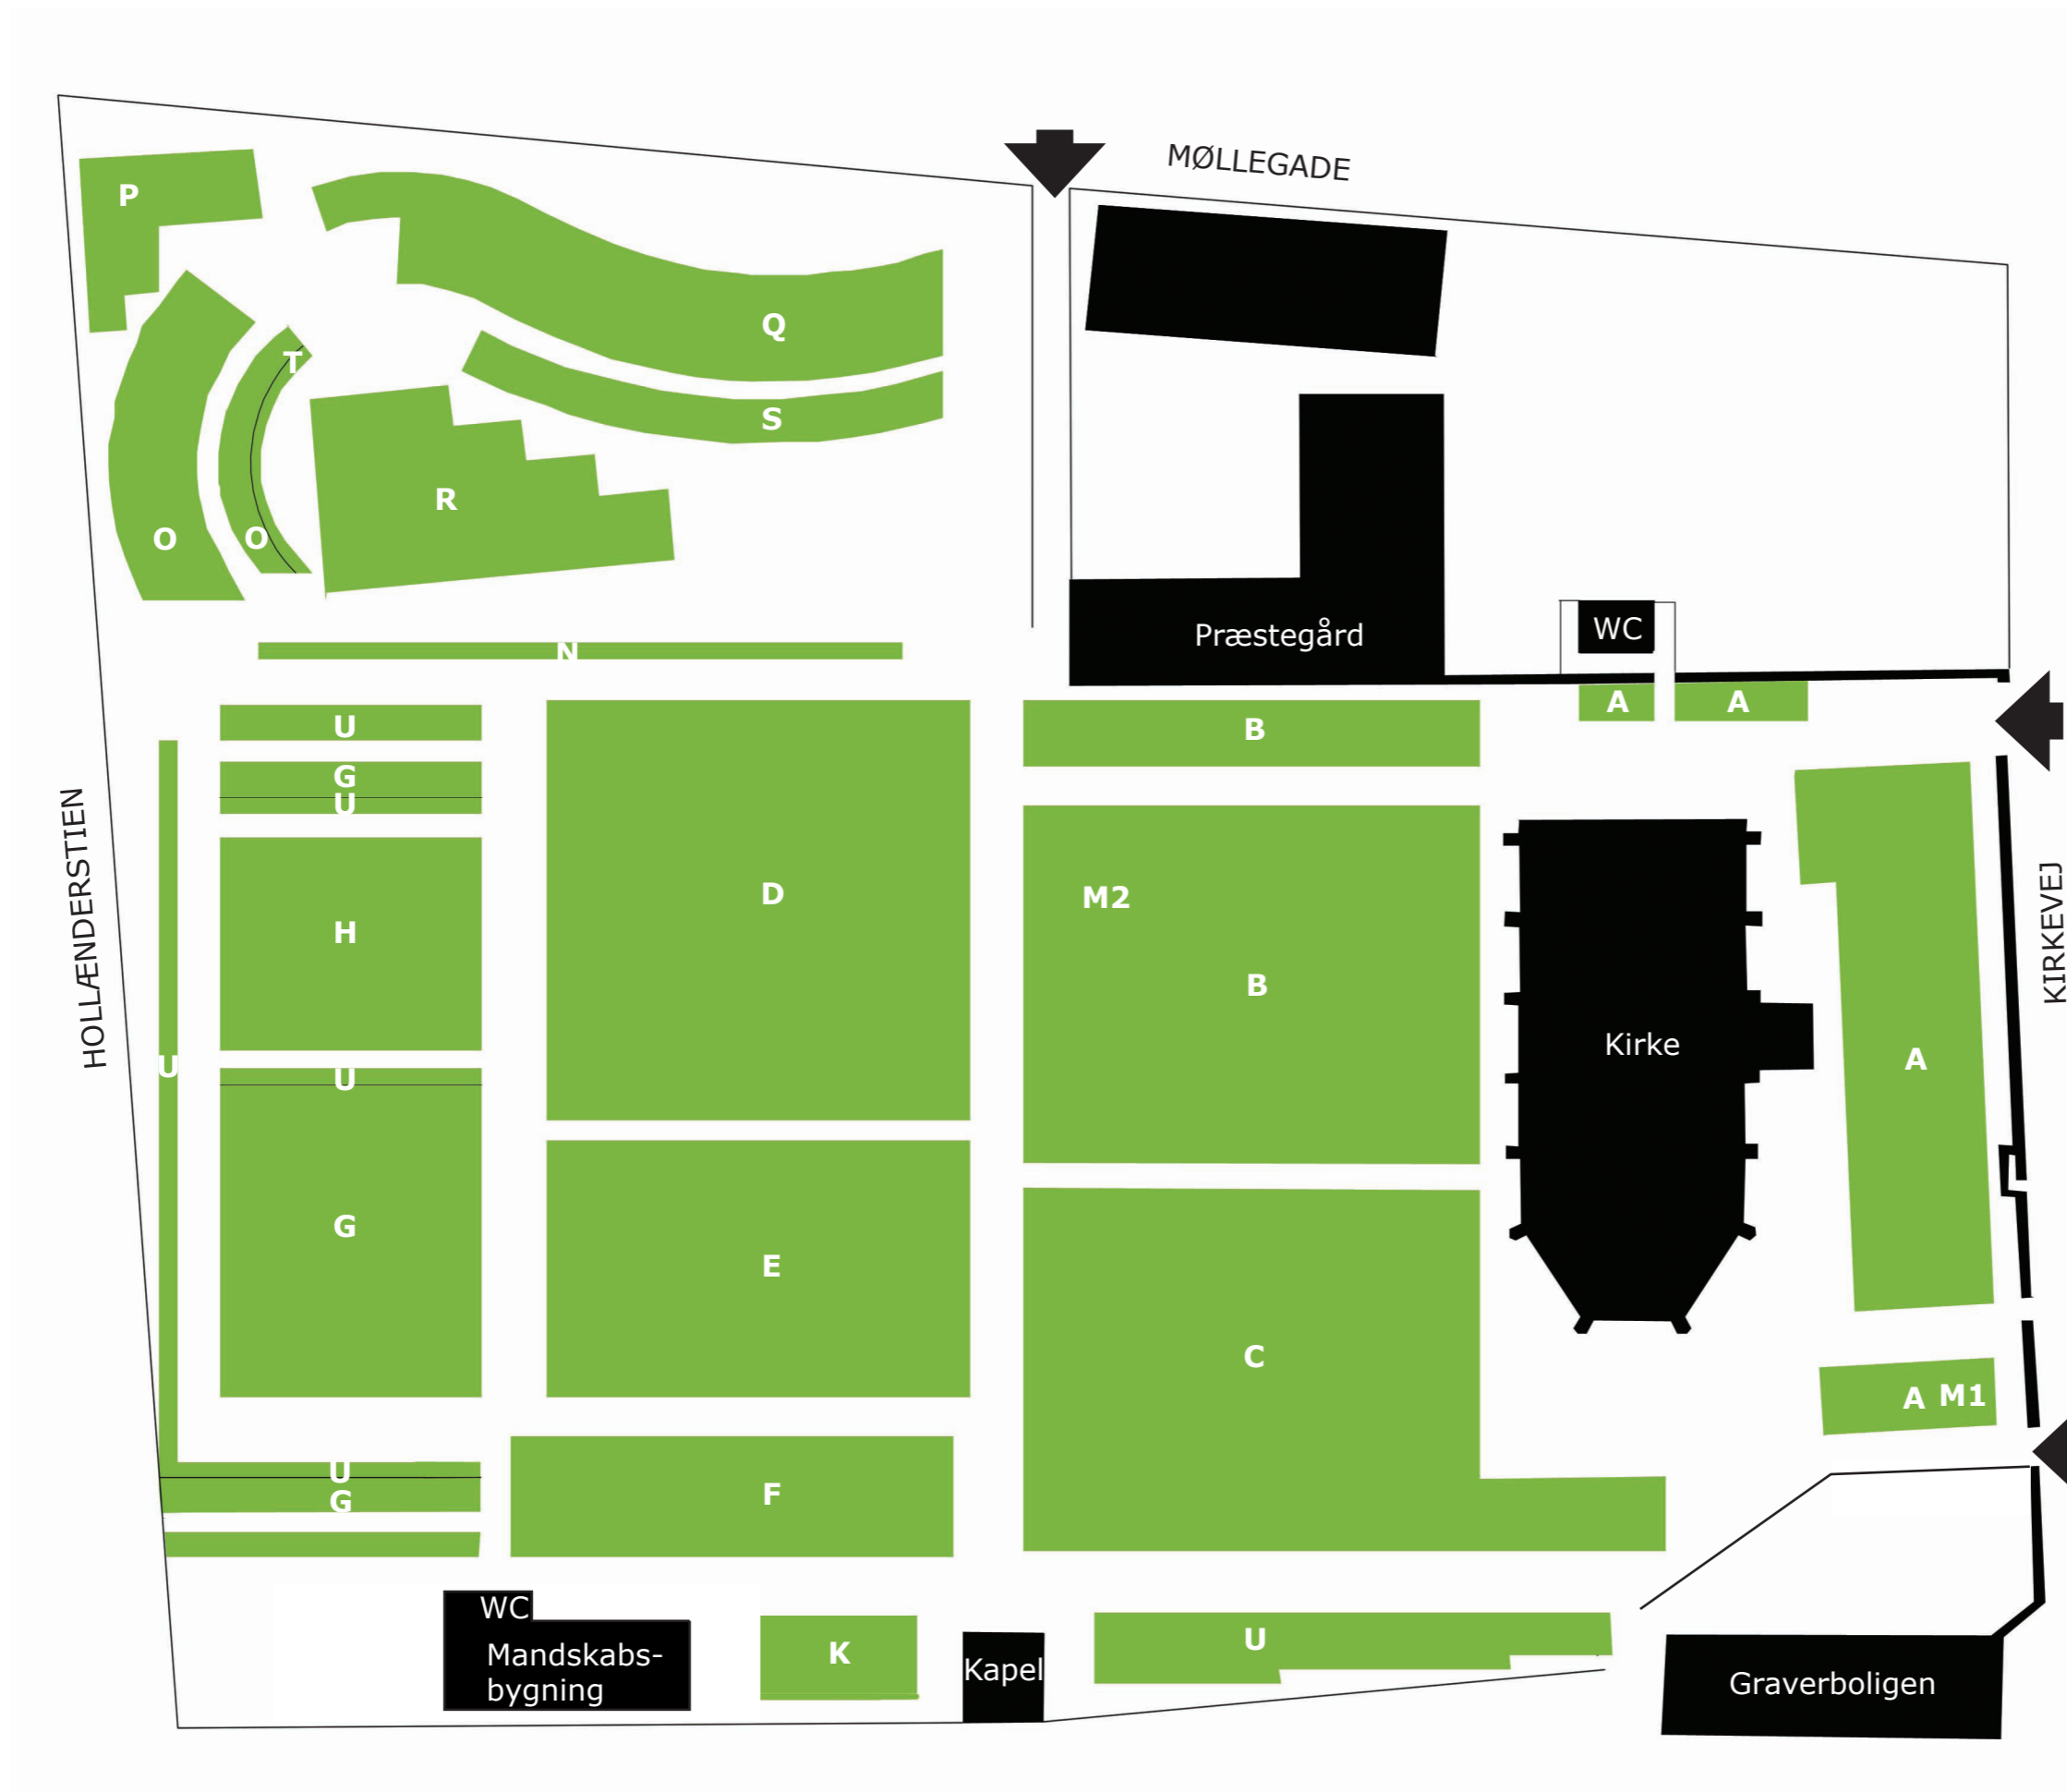 MØLLEGADE
P
Q
T
S
R
O
O
N
Præstegård
WC
A
A
U
B
G
U
HOLLÆNDERSTIEN
H
D
M2
B
KIRKEVEJ
Kirke
A
U
U
G
E
C
A M1
U
G
F
WC
Mandskabs-
bygning
K
Kapel
U
Graverboligen